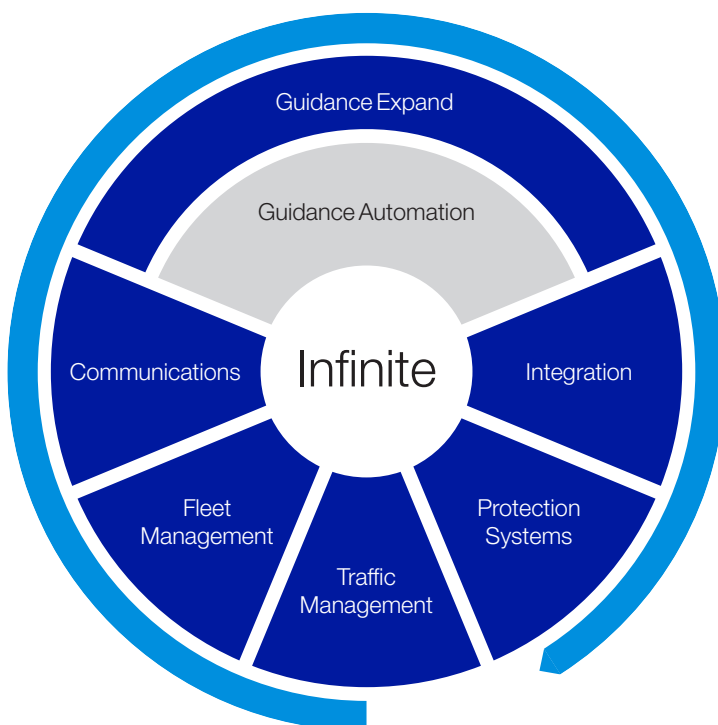 Guidance Expand
Guidance Automation
Communications
Infinite
Integration
Fleet
Management
Protection
Systems
Traffic
Management